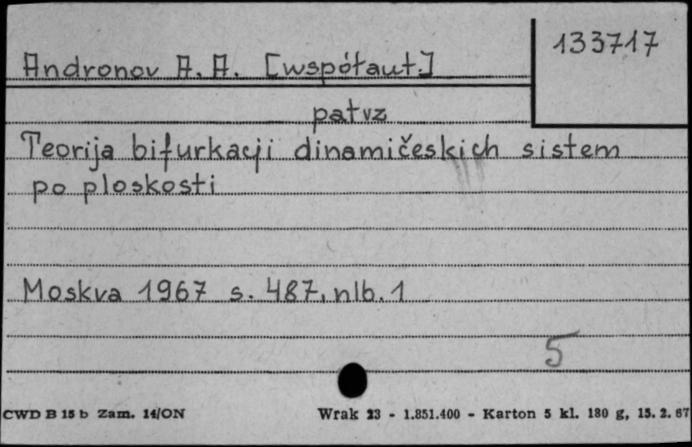 133717
Andronov A. A. [współaut.]
patrz
Teorija bifurkacji dinamičeskich sistem
po ploskosti
Moskva 1967 s. 487, nlb. 1
5
CWD B 15 b Zam. 14/ON
Wrak 23 - 1.851.400 - Karton 5 kl. 180 g, 15. 2. 67